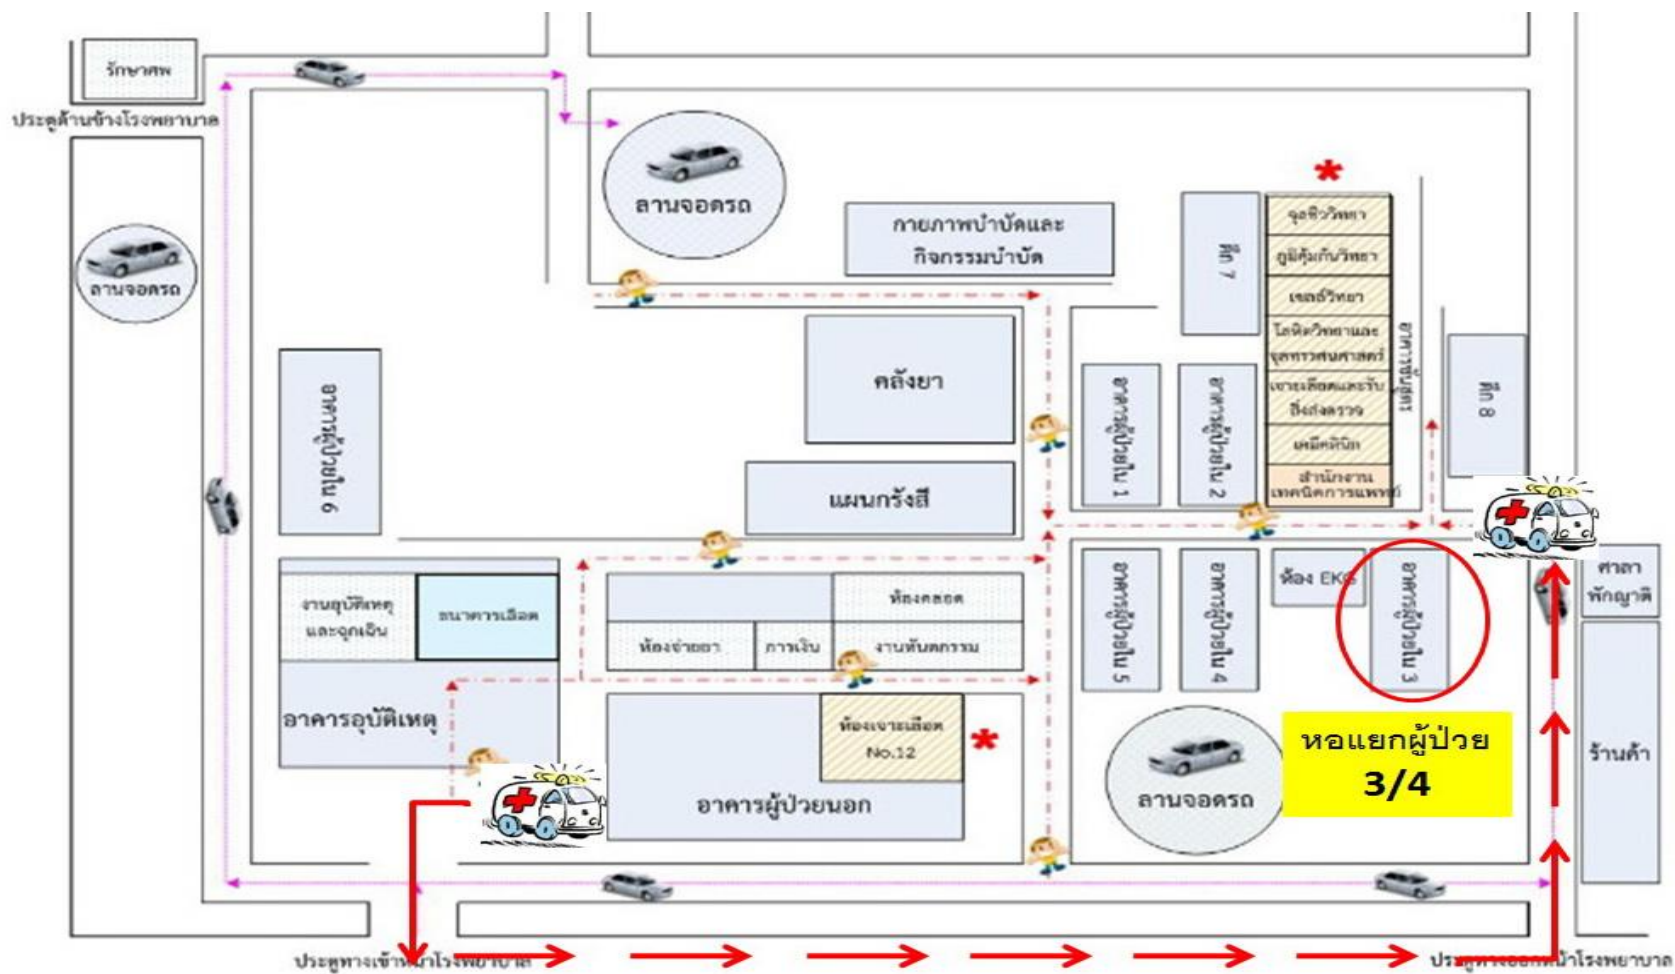 รักษาศพ
ประตูด้านข้างโรงพยาบาล
ลานจอดรถ
ลานจอดรถ
กายภาพบำบัดและ
กิจกรรมบำบัด
ตึก 7
จุลชีววิทยา
ภูมิคุ้มกันวิทยา
เซลล์วิทยา
โลหิตวิทยาและ
จุลทรรศนศาสตร์
เจาะเลือดและรับ
สิ่งส่งตรวจ
เคมีคลินิก
สำนักงาน
เทคนิคการแพทย์
อาคารชันสูตร
ตึก 8
คลังยา
แผนกรังสี
อาคารผู้ป่วยใน 6
อาคารผู้ป่วยใน 1
อาคารผู้ป่วยใน 2
งานอุบัติเหตุ
และฉุกเฉิน
ธนาคารเลือด
อาคารอุบัติเหตุ
ห้องคลอด
ห้องจ่ายยา
การเงิน
งานทันตกรรม
ห้องเจาะเลือด
No.12
อาคารผู้ป่วยนอก
อาคารผู้ป่วยใน 5
อาคารผู้ป่วยใน 4
ห้อง EKG
อาคารผู้ป่วยใน 3
ศาลา
พักญาติ
ร้านค้า
ลานจอดรถ
หอแยกผู้ป่วย
3/4
ประตูทางเข้าหน้าโรงพยาบาล
ประตูทางออกหน้าโรงพยาบาล